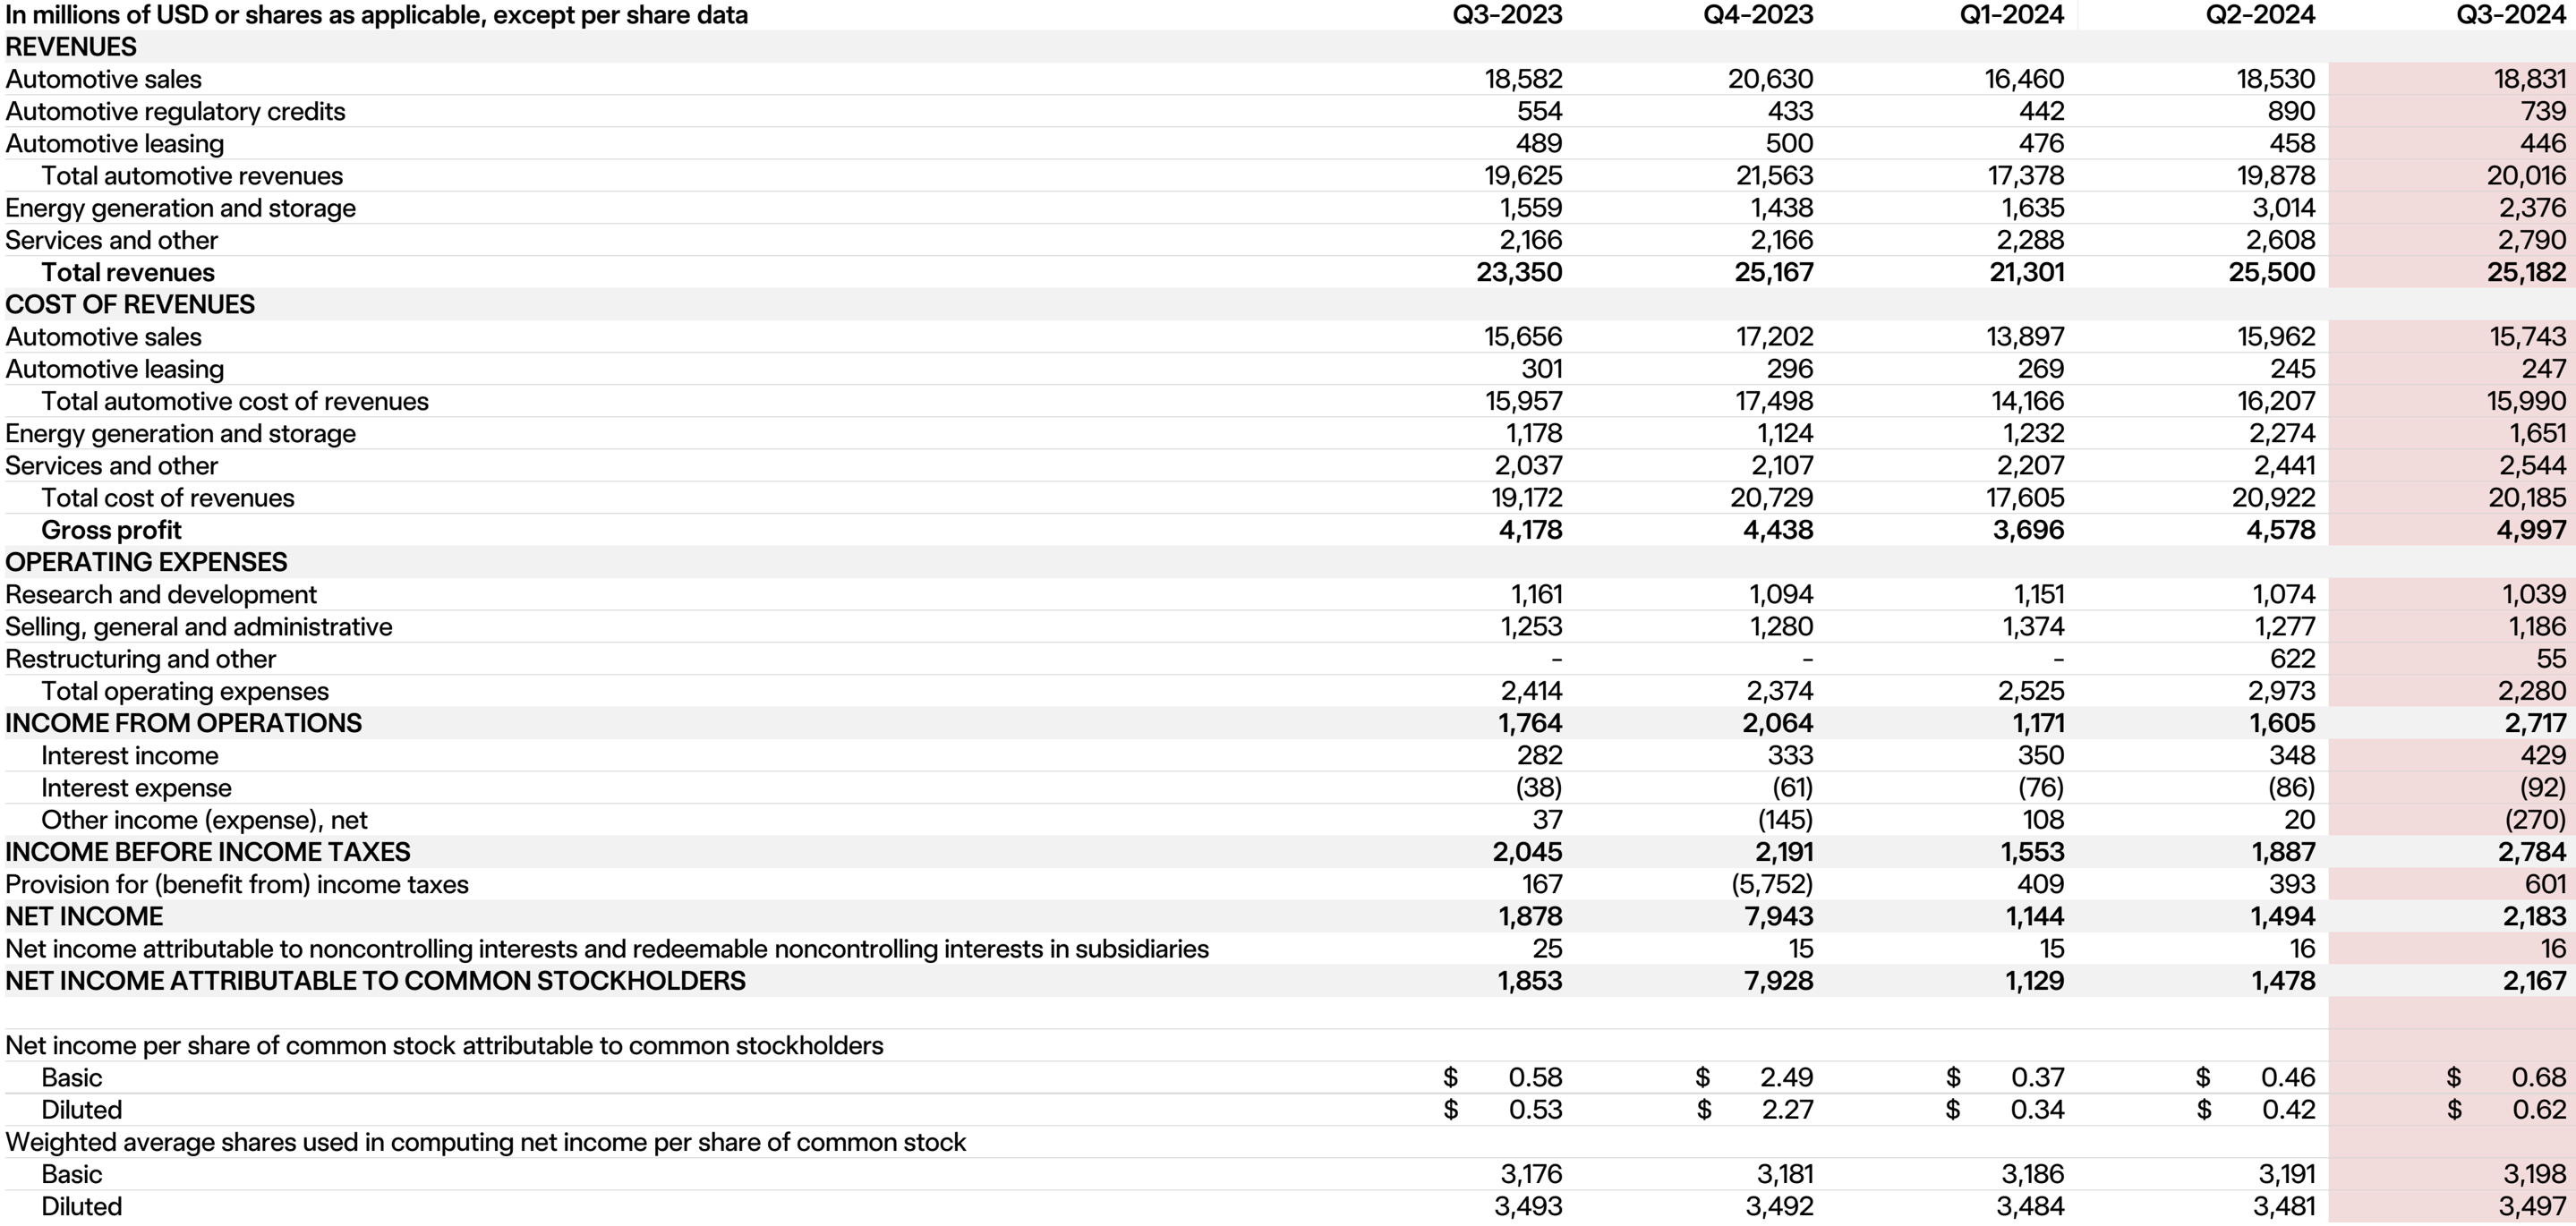 In millions of USD or shares as applicable, except per share data Q3-2023 Q4-2023 Q1-2024 Q2-2024 Q3-2024
REVENUES
Automotive sales 18,582 20,630 16,460 18,530 18,831
Automotive regulatory credits 554 433 442 890 739
Automotive leasing 489 500 476 458 446
Total automotive revenues 19,625 21,563 17,378 19,878 20,016
Energy generation and storage 1,559 1,438 1,635 3,014 2,376
Services and other 2,166 2,166 2,288 2,608 2,790
Total revenues 23,350 25,167 21,301 25,500 25,182
COST OF REVENUES
Automotive sales 15,656 17,202 13,897 15,962 15,743
Automotive leasing 301 296 269 245 247
Total automotive cost of revenues 15,957 17,498 14,166 16,207 15,990
Energy generation and storage 1,178 1,124 1,232 2,274 1,651
Services and other 2,037 2,107 2,207 2,441 2,544
Total cost of revenues 19,172 20,729 17,605 20,922 20,185
Gross profit 4,178 4,438 3,696 4,578 4,997
OPERATING EXPENSES
Research and development 1,161 1,094 1,151 1,074 1,039
Selling, general and administrative 1,253 1,280 1,374 1,277 1,186
Restructuring and other – – – 622 55
Total operating expenses 2,414 2,374 2,525 2,973 2,280
INCOME FROM OPERATIONS 1,764 2,064 1,171 1,605 2,717
Interest income 282 333 350 348 429
Interest expense (38) (61) (76) (86) (92)
Other income (expense), net 37 (145) 108 20 (270)
INCOME BEFORE INCOME TAXES 2,045 2,191 1,553 1,887 2,784
Provision for (benefit from) income taxes 167 (5,752) 409 393 601
NET INCOME 1,878 7,943 1,144 1,494 2,183
Net income attributable to noncontrolling interests and redeemable noncontrolling interests in subsidiaries 25 15 15 16 16
NET INCOME ATTRIBUTABLE TO COMMON STOCKHOLDERS 1,853 7,928 1,129 1,478 2,167
Net income per share of common stock attributable to common stockholders
Basic $ 0.58 $ 2.49 $ 0.37 $ 0.46 $ 0.68
Diluted $ 0.53 $ 2.27 $ 0.34 $ 0.42 $ 0.62
Weighted average shares used in computing net income per share of common stock
Basic 3,176 3,181 3,186 3,191 3,198
Diluted 3,493 3,492 3,484 3,481 3,497